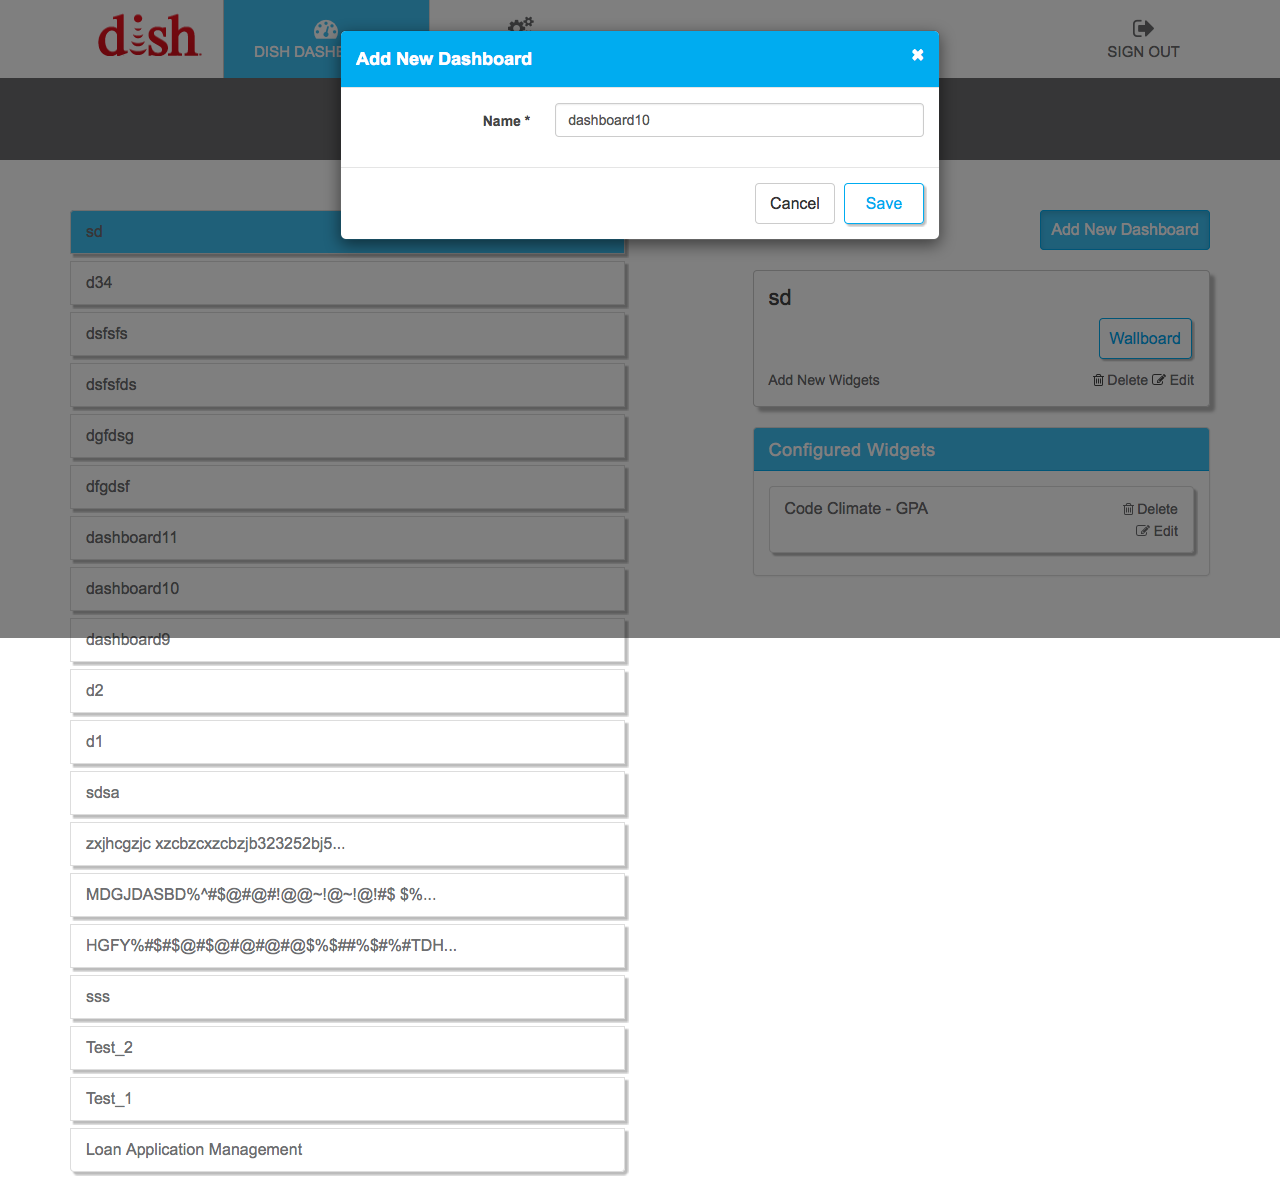 dish
DISH DASHB
SIGN OUT
Add New Dashboard
Name *
dashboard10
Cancel
Save
sd
d34
dsfsfs
dsfsfds
dgfdsg
dfgdsf
dashboard11
dashboard10
dashboard9
d2
d1
sdsa
zxjhcgzjc xzcbzcxzcbzjb323252bj5...
MDGJDASBD%^#$@#@#!@@~!@~!@!#$ $%...
HGFY%#$#$@#$@#@#@#@$%$##%$#%#TDH...
sss
Test_2
Test_1
Loan Application Management
Add New Dashboard
sd
Wallboard
Add New Widgets
Delete Edit
Configured Widgets
Code Climate - GPA
Delete
Edit